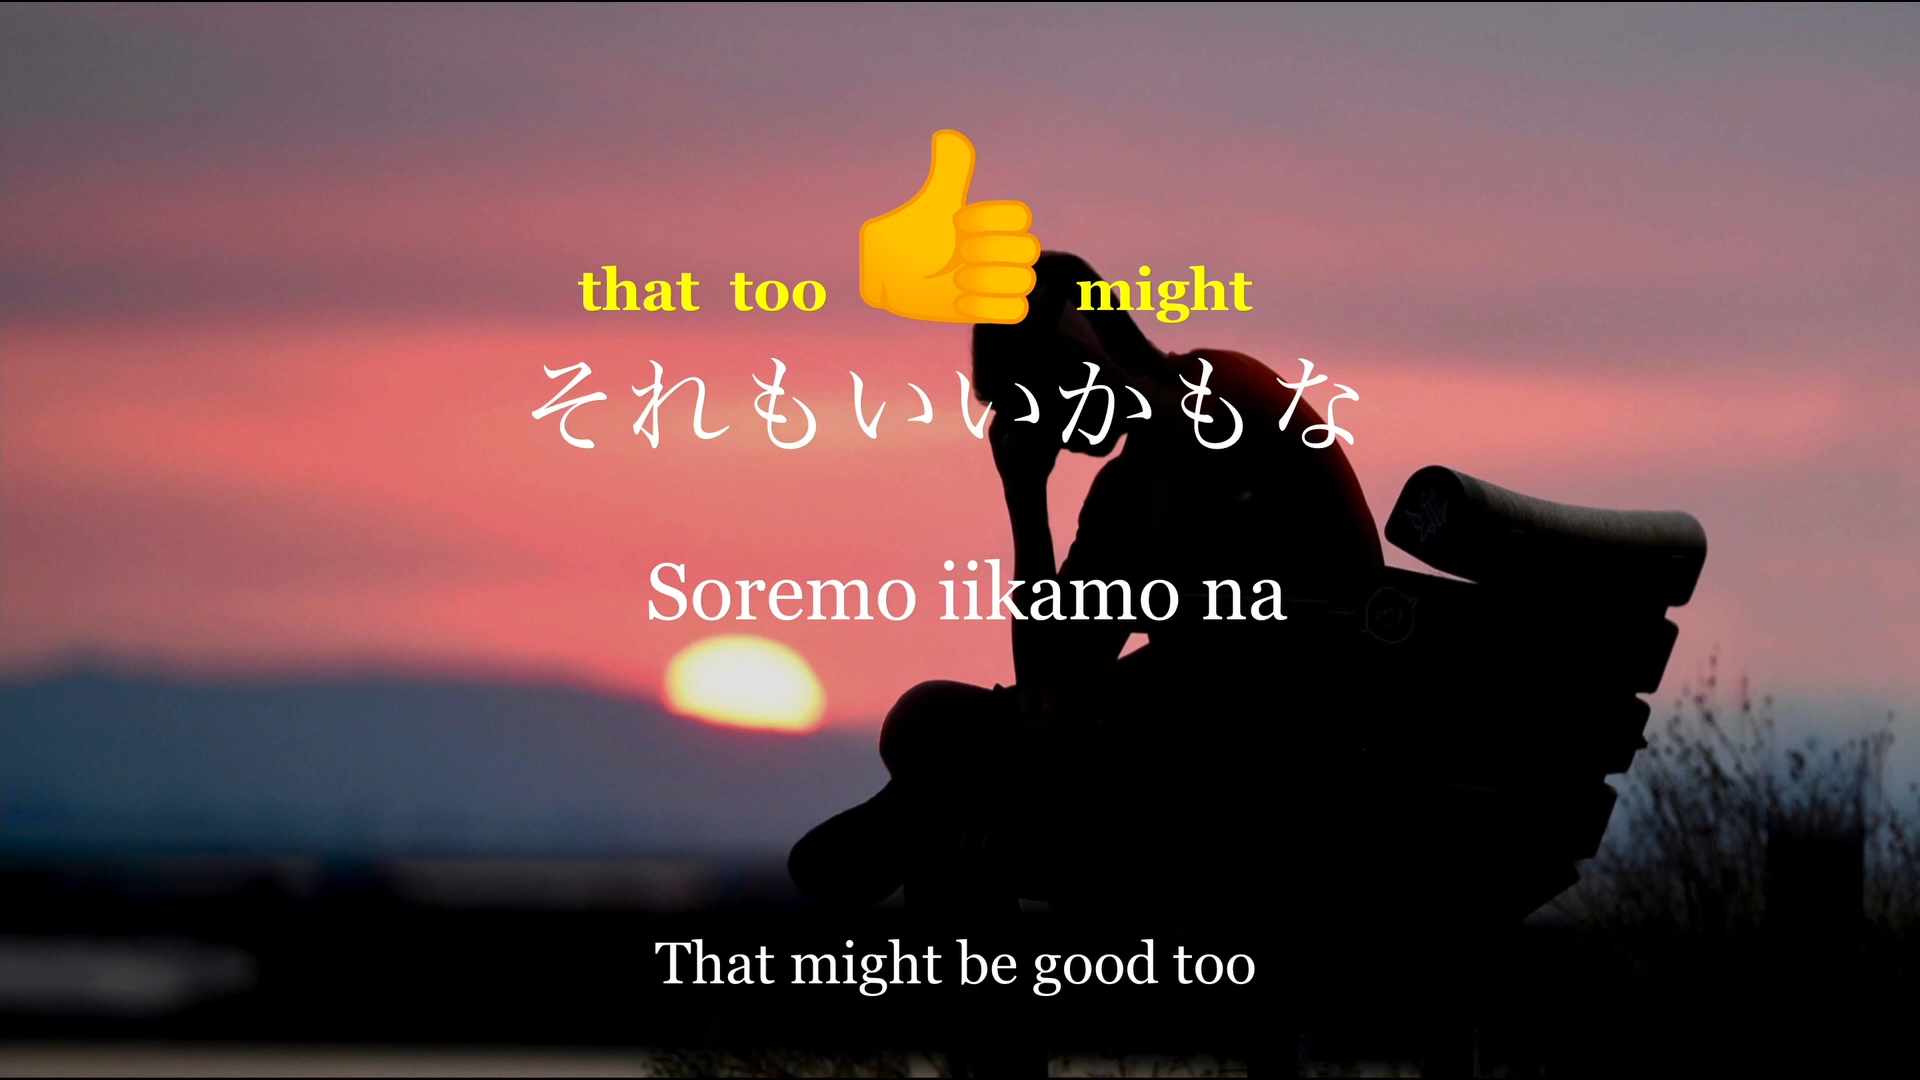 that too 👍 might
それもいいかもな
Soremo iikamo na
That might be good too